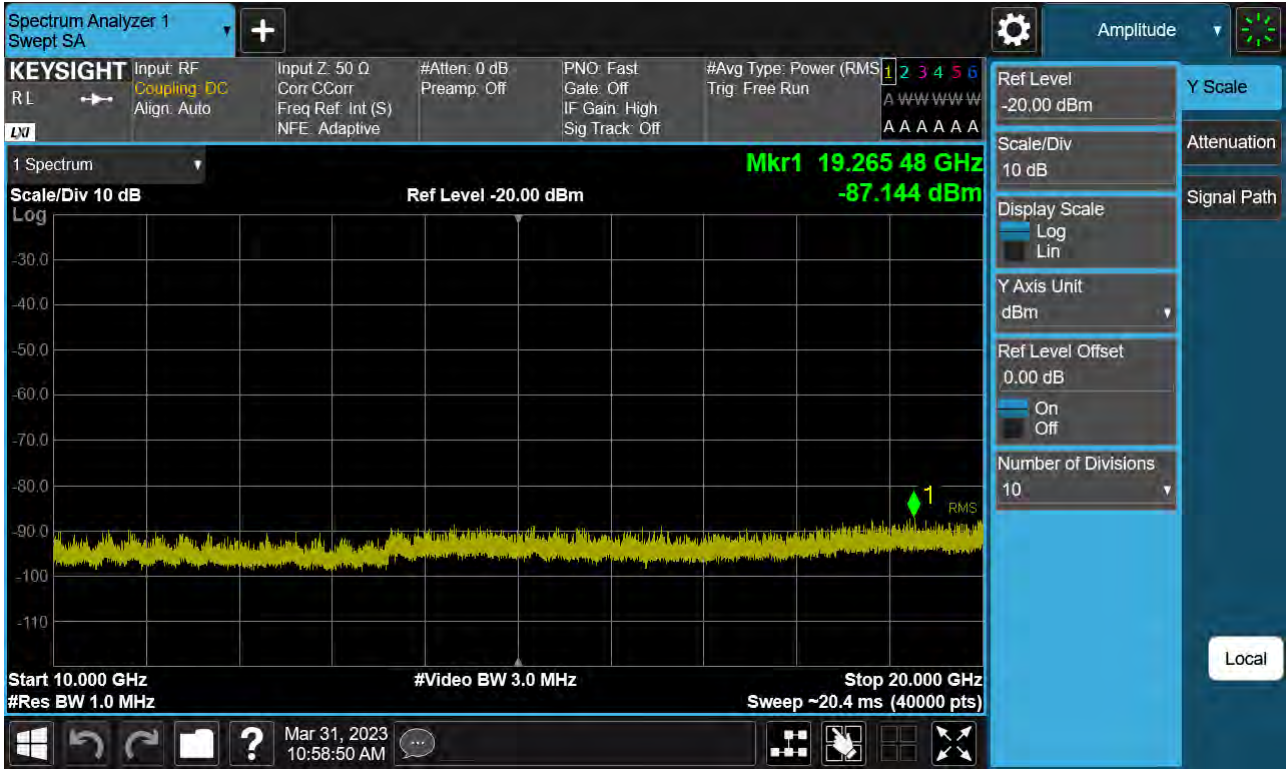 Spectrum Analyzer 1
Swept SA
Amplitude
KEYSIGHT
R L
LXI
Input: RF
Coupling: DC
Align: Auto
Input Z: 50 Ω
Corr CCorr
Freq Ref: Int (S)
NFE: Adaptive
#Atten: 0 dB
Preamp: Off
PNO: Fast
Gate: Off
IF Gain: High
Sig Track: Off
#Avg Type: Power (RMS
Trig: Free Run
1 2 3 4 5 6
A W W W W W
A A A A A A
1 Spectrum
Mkr1 19.265 48 GHz
Scale/Div 10 dB
Ref Level -20.00 dBm
-87.144 dBm
Log
-30.0
-40.0
-50.0
-60.0
-70.0
-80.0
-90.0
-100
-110
1
RMS
Start 10.000 GHz
#Video BW 3.0 MHz
Stop 20.000 GHz
#Res BW 1.0 MHz
Sweep ~20.4 ms (40000 pts)
Ref Level
-20.00 dBm
Scale/Div
10 dB
Display Scale
Log
Lin
Y Axis Unit
dBm
Ref Level Offset
0.00 dB
On
Off
Number of Divisions
10
Y Scale
Attenuation
Signal Path
Local
?
Mar 31, 2023
10:58:50 AM